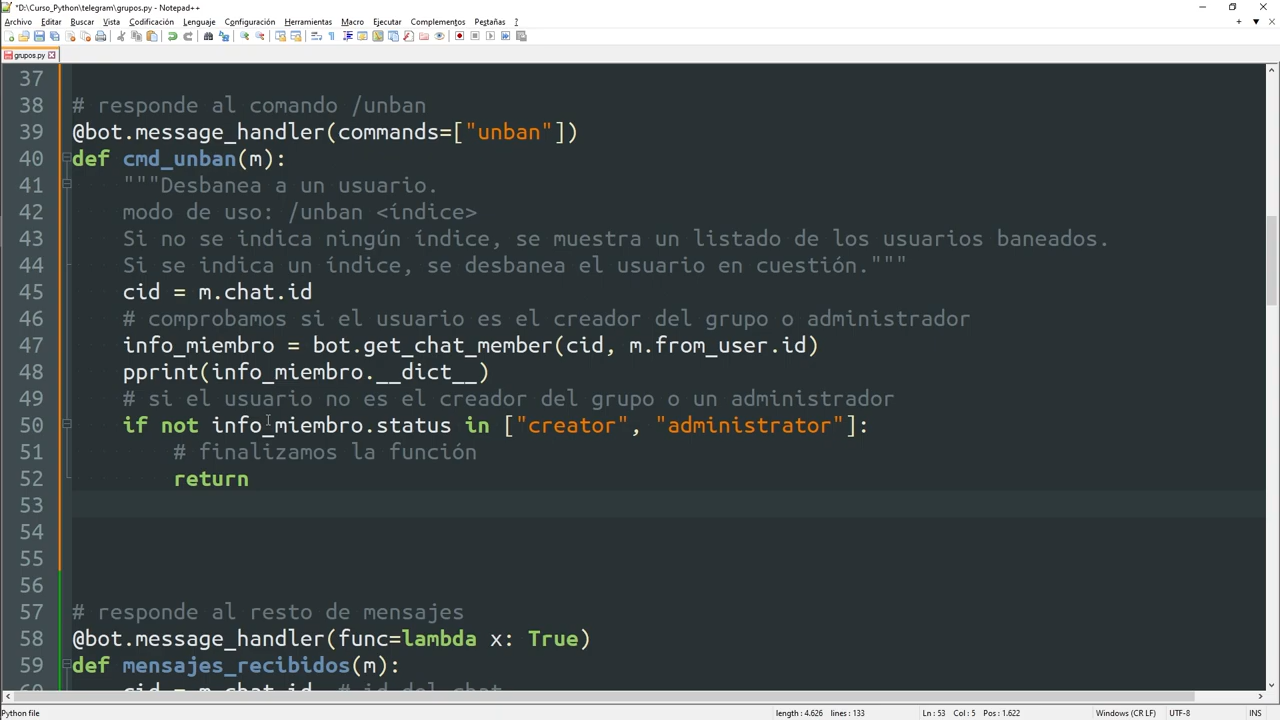 *D:\Curso_Python\telegram\grupos.py - Notepad++
Archivo Editar Buscar Vista Codificación Lenguaje Configuración Herramientas Macro Ejecutar Complementos Pestañas ?
grupos.py
37
38 # responde al comando /unban
39 @bot.message_handler(commands=["unban"])
40 def cmd_unban(m):
41 """Desbanea a un usuario.
42 modo de uso: /unban <índice>
43 Si no se indica ningún índice, se muestra un listado de los usuarios baneados.
44 Si se indica un índice, se desbanea el usuario en cuestión."""
45 cid = m.chat.id
46 # comprobamos si el usuario es el creador del grupo o administrador
47 info_miembro = bot.get_chat_member(cid, m.from_user.id)
48 pprint(info_miembro.__dict__)
49 # si el usuario no es el creador del grupo o un administrador
50 if not info_miembro.status in ["creator", "administrator"]:
51 # finalizamos la función
52 return
53
54
55
56
57 # responde al resto de mensajes
58 @bot.message_handler(func=lambda x: True)
59 def mensajes_recibidos(m):
60 cid = m.chat.id # id del chat
Python file length : 4.626 lines : 133 Ln : 53 Col : 5 Pos : 1.622 Windows (CR LF) UTF-8 INS